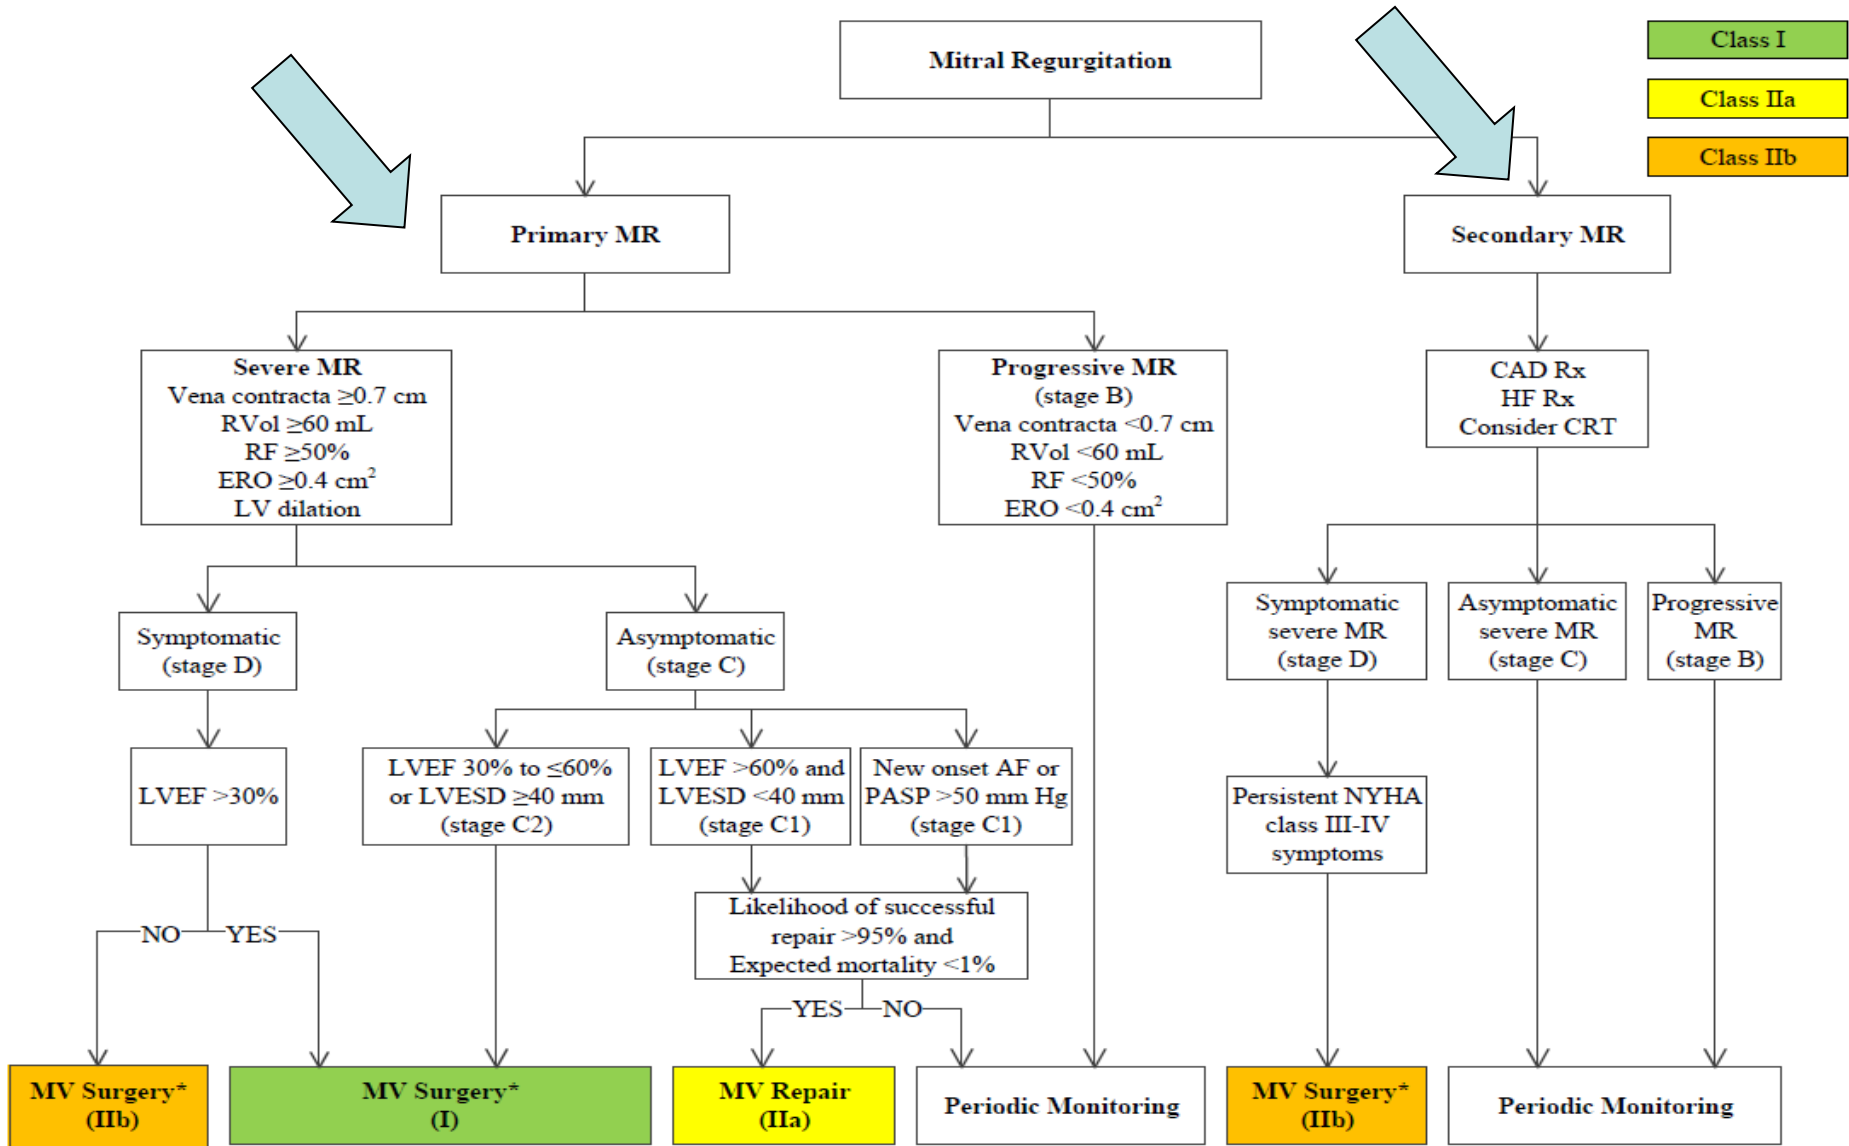 Mitral Regurgitation
Class I
Class IIa
Class IIb
Primary MR
Secondary MR
Severe MR
Vena contracta ≥0.7 cm
RVol ≥60 mL
RF ≥50%
ERO ≥0.4 cm²
LV dilation
Progressive MR
(stage B)
Vena contracta <0.7 cm
RVol <60 mL
RF <50%
ERO <0.4 cm²
CAD Rx
HF Rx
Consider CRT
Symptomatic
(stage D)
Asymptomatic
(stage C)
Symptomatic
severe MR
(stage D)
Asymptomatic
severe MR
(stage C)
Progressive
MR
(stage B)
LVEF >30%
LVEF 30% to ≤60%
or LVESD ≥40 mm
(stage C2)
LVEF >60% and
LVESD <40 mm
(stage C1)
New onset AF or
PASP >50 mm Hg
(stage C1)
Persistent NYHA
class III-IV
symptoms
Likelihood of successful
repair >95% and
Expected mortality <1%
NO
YES
YES
NO
MV Surgery*
(IIb)
MV Surgery*
(I)
MV Repair
(IIa)
Periodic Monitoring
MV Surgery*
(IIb)
Periodic Monitoring